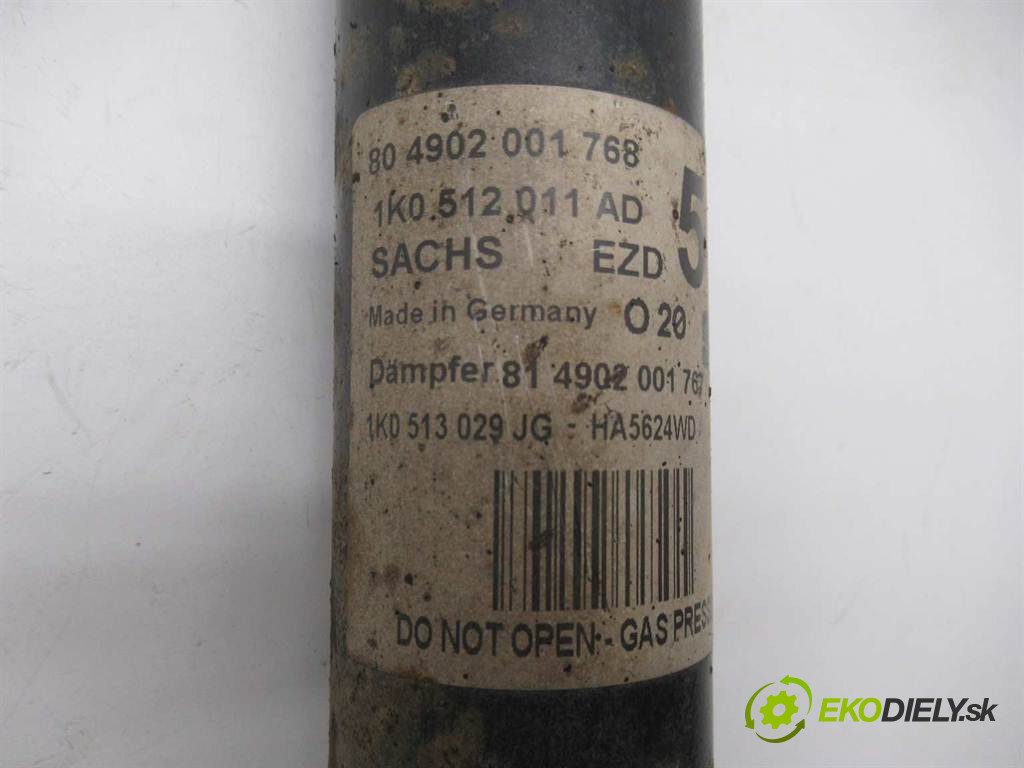 80 4902 001 768
1K0 512 011 AD
SACHS EZD 5
Made in Germany O 20
Dämpfer 81 4902 001 767
1K0 513 029 JG - HA5624WD
DO NOT OPEN - GAS
EKODIELY.sk